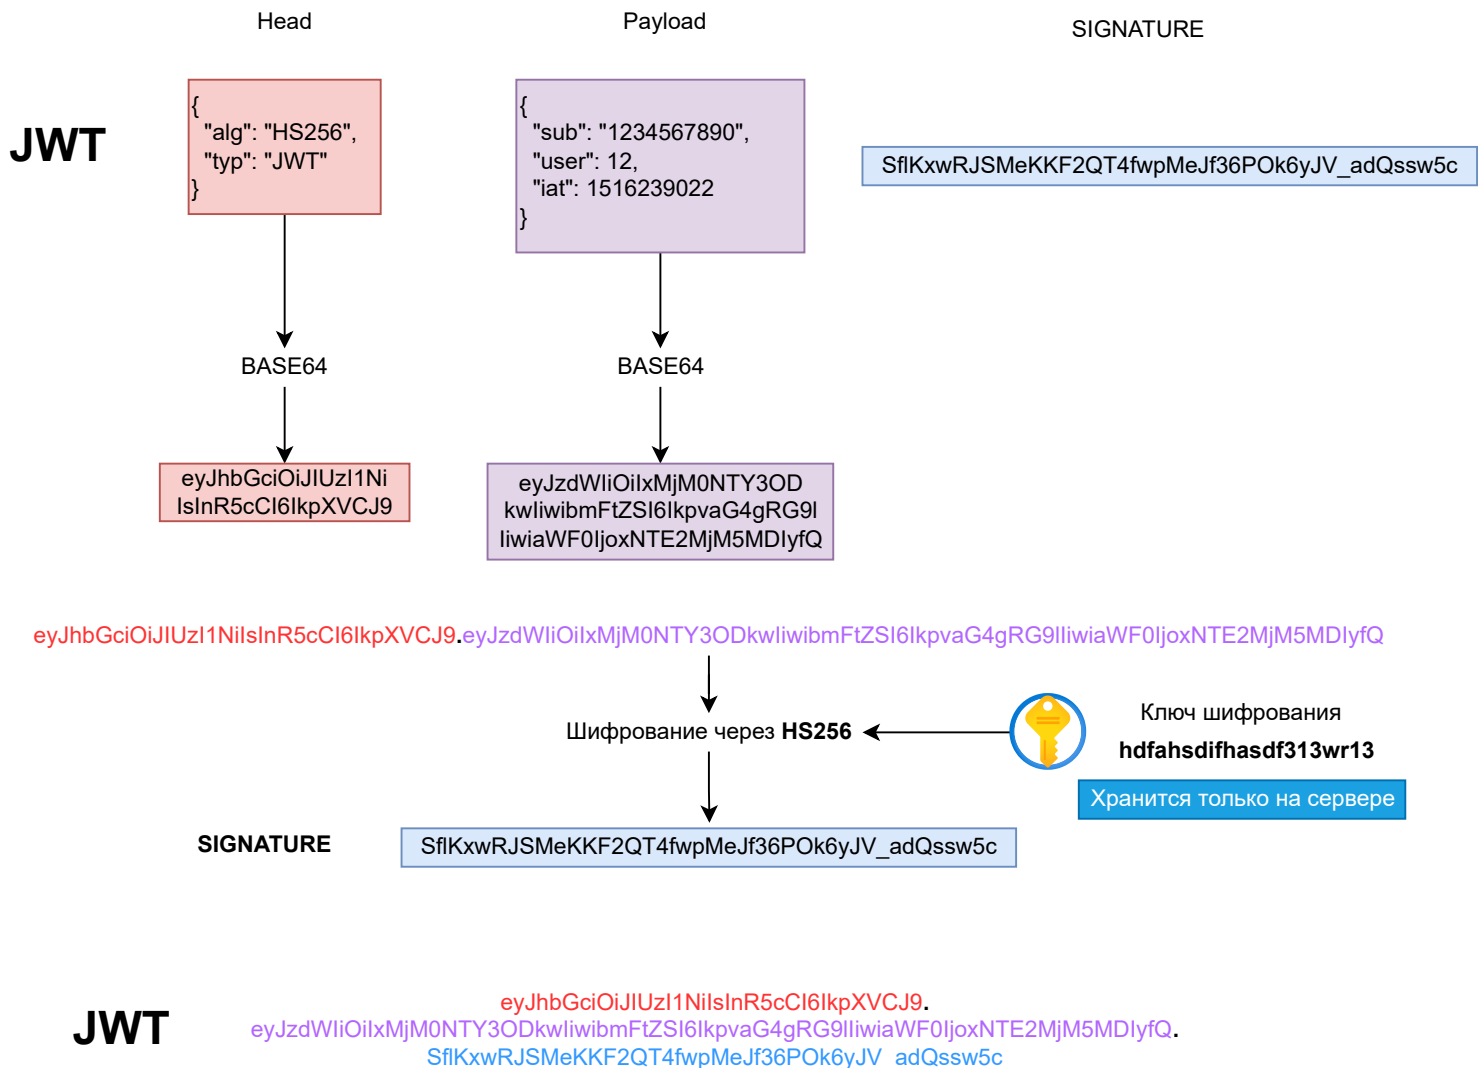 Head
Payload
SIGNATURE
JWT
{
"alg": "HS256",
"typ": "JWT"
}
{
"sub": "1234567890",
"user": 12,
"iat": 1516239022
}
SflKxwRJSMeKKF2QT4fwpMeJf36POk6yJV_adQssw5c
BASE64
BASE64
eyJhbGciOiJIUzI1Ni
IsInR5cCI6IkpXVCJ9
eyJzdWIiOiIxMjM0NTY3OD
kwIiwibmFtZSI6IkpvaG4gRG9l
IiwiaWF0IjoxNTE2MjM5MDIyfQ
eyJhbGciOiJIUzI1NiIsInR5cCI6IkpXVCJ9.eyJzdWIiOiIxMjM0NTY3ODkwIiwibmFtZSI6IkpvaG4gRG9lIiwiaWF0IjoxNTE2MjM5MDIyfQ
Шифрование через HS256
Ключ шифрования
hdfahsdifhasdf313wr13
Хранится только на сервере
SIGNATURE
SflKxwRJSMeKKF2QT4fwpMeJf36POk6yJV_adQssw5c
JWT
eyJhbGciOiJIUzI1NiIsInR5cCI6IkpXVCJ9.
eyJzdWIiOiIxMjM0NTY3ODkwIiwibmFtZSI6IkpvaG4gRG9lIiwiaWF0IjoxNTE2MjM5MDIyfQ.
SflKxwRJSMeKKF2QT4fwpMeJf36POk6yJV_adQssw5c